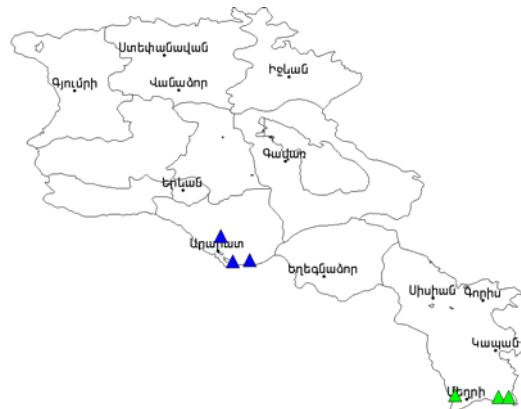 Ստեփանավան
Իջևան
Գյումրի
Վանաձոր
Գավառ
Երևան
Արարատ
Եղեգնաձոր
Սիսիան
Գորիս
Կապան
Մեղրի